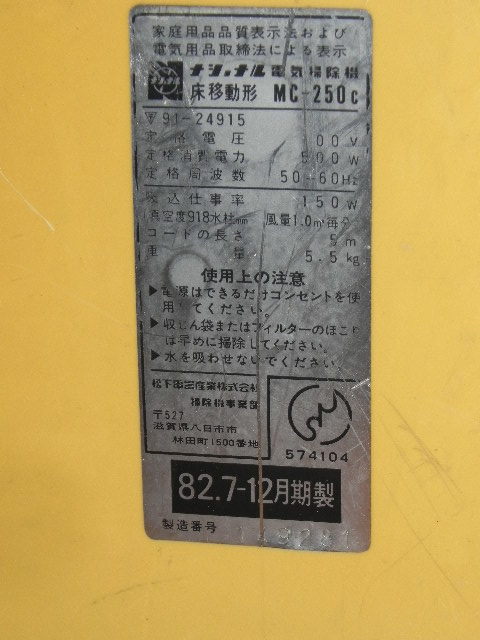 家庭用品品質表示法および
電気用品取締法による表示
ナショナル電気掃除機
床移動形 MC-250c
〒91-24915
定格電圧 00V
定格消費電力 800W
定格周波数 50-60Hz
吸込仕事率 150W
真空度918水柱mm 風量1.0㎥毎分
コードの長さ 5m
重量 5.5kg
使用上の注意
▶電源はできるだけコンセントを使
用してください。
▶収じん袋またはフィルターのほこり
は早めに掃除してください。
▶水を吸わせないでください。
松下電器産業株式会社
掃除機事業部
〒527
滋賀県八日市市
林田町1500番地
574104
82.7-12月期製
製造番号